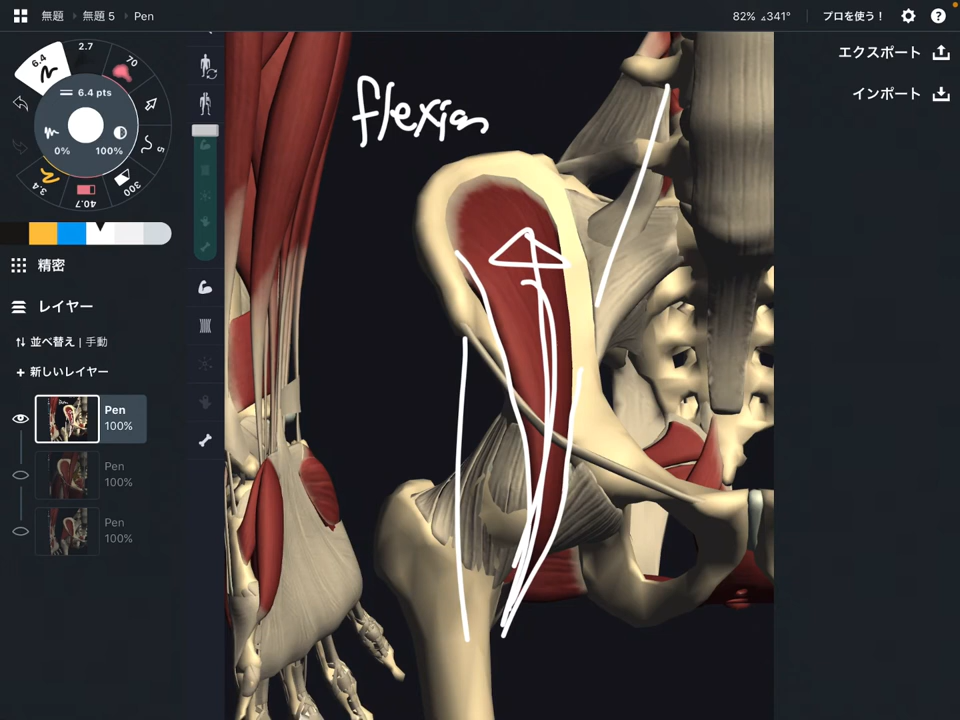 無題 › 無題 5 › Pen
82% ⊿341°
プロを使う！
?
エクスポート
インポート
2.7
6.4
70
6.4 pts
0% 100%
5
300
40.7
3.4
精密
レイヤー
並べ替え | 手動
+ 新しいレイヤー
Pen
100%
Pen
100%
Pen
100%
flexion